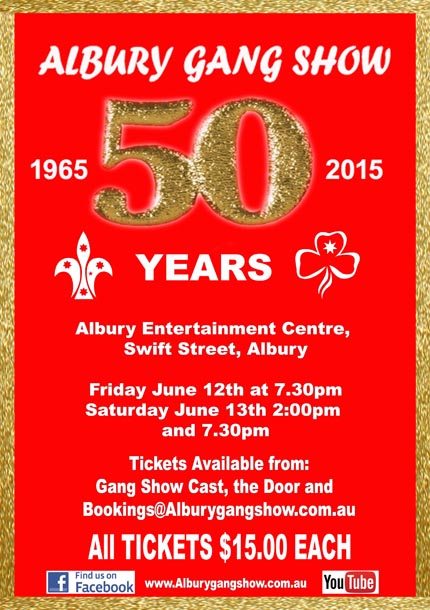 ALBURY GANG SHOW
1965 50 2015
YEARS
Albury Entertainment Centre,
Swift Street, Albury
Friday June 12th at 7.30pm
Saturday June 13th 2:00pm
and 7.30pm
Tickets Available from:
Gang Show Cast, the Door and
Bookings@Alburygangshow.com.au
All TICKETS $15.00 EACH
f Find us on
Facebook
www.Alburygangshow.com.au
YouTube